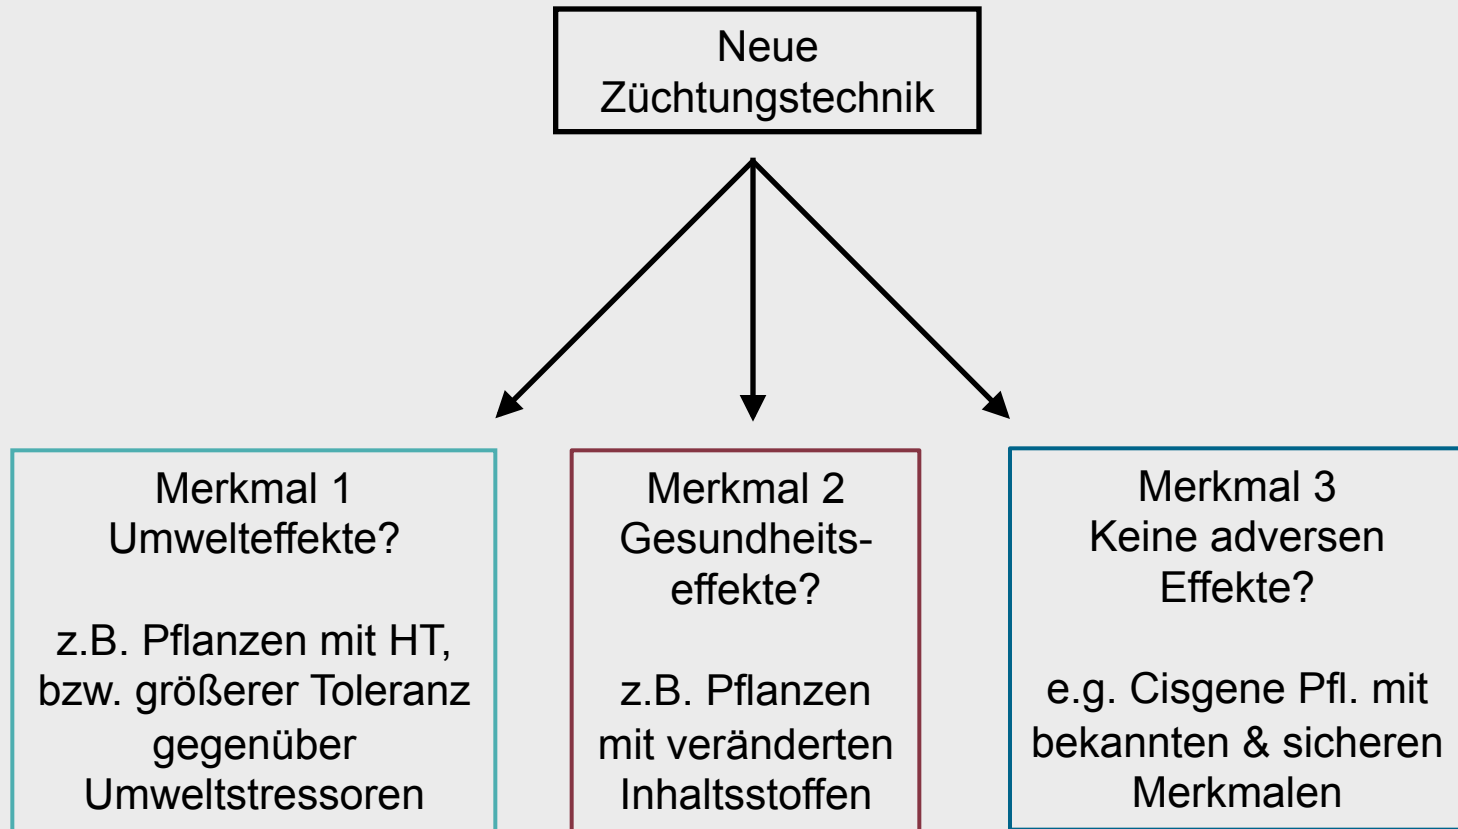 Neue
Züchtungstechnik
Merkmal 1
Umwelteffekte?
z.B. Pflanzen mit HT,
bzw. größerer Toleranz
gegenüber
Umweltstressoren
Merkmal 2
Gesundheits-
effekte?
z.B. Pflanzen
mit veränderten
Inhaltsstoffen
Merkmal 3
Keine adversen
Effekte?
e.g. Cisgene Pfl. mit
bekannten & sicheren
Merkmalen